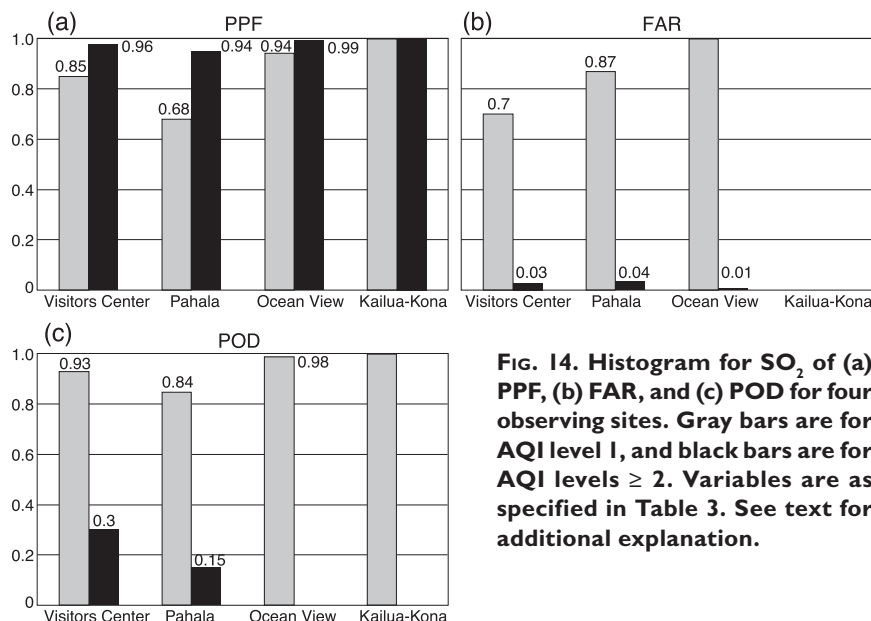 (a) PPF
1.0
0.8
0.6
0.4
0.2
0
0.85 0.96 0.68 0.94 0.94 0.99
Visitors Center Pahala Ocean View Kailua-Kona
(b) FAR
0.7 0.03 0.87 0.04 0.01
Visitors Center Pahala Ocean View Kailua-Kona
(c) POD
1.0
0.8
0.6
0.4
0.2
0
0.93 0.3 0.84 0.15 0.98
Visitors Center Pahala Ocean View Kailua-Kona
FIG. 14. Histogram for SO2 of (a)
PPF, (b) FAR, and (c) POD for four
observing sites. Gray bars are for
AQI level 1, and black bars are for
AQI levels ≥ 2. Variables are as
specified in Table 3. See text for
additional explanation.